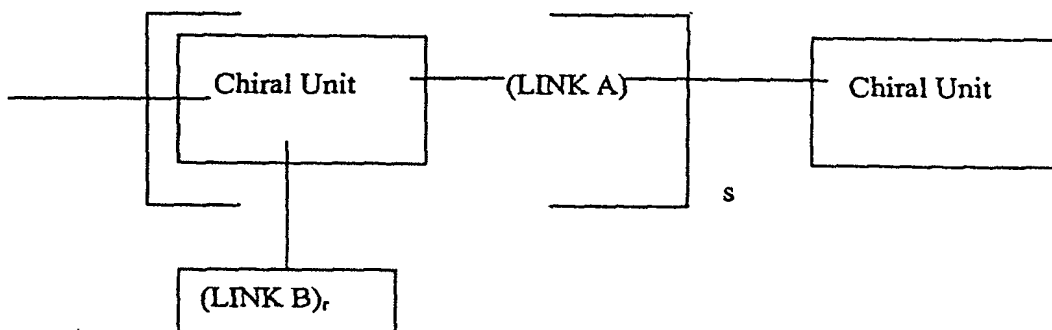 Chiral Unit (LINK A) Chiral Unit
s
(LINK B)r